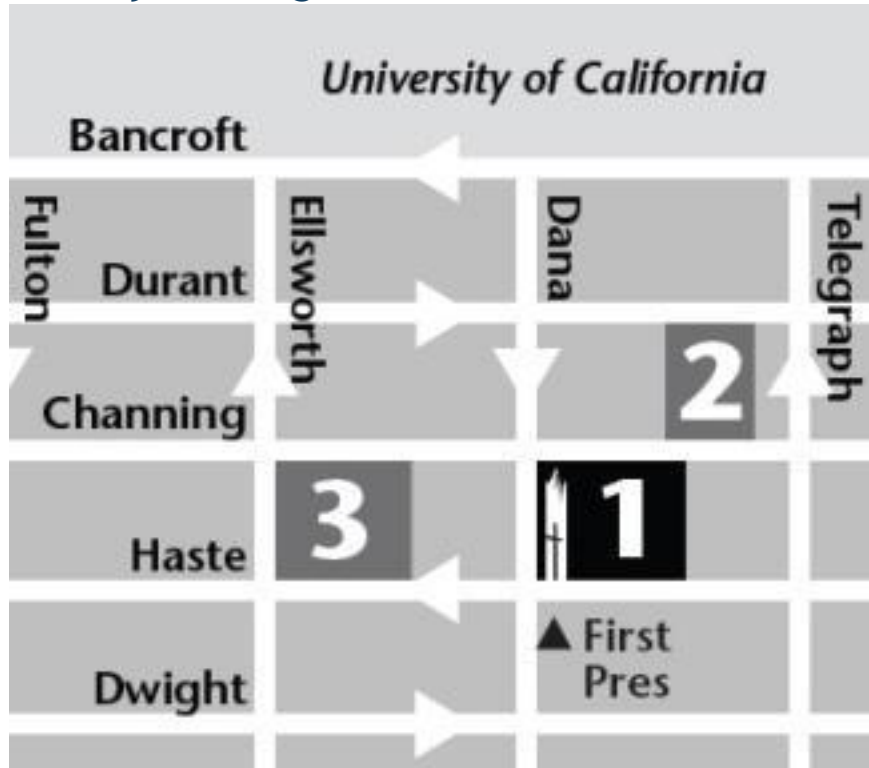 University of California
Bancroft
Fulton
Ellsworth
Dana
Telegraph
Durant
2
Channing
3
1
Haste
▲ First
Pres
Dwight